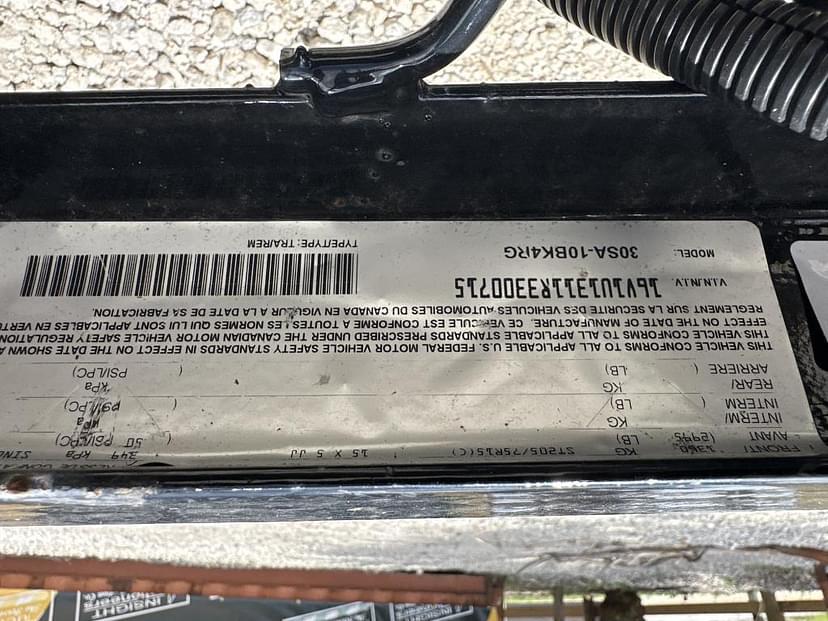 FRONT/ 1360 KG ST205/75R15(C) 15 X 5 JJ 349 KPA
AVANT (2995 LB) ( 50 PSI/LPC)
INTERM/ KG kPa
INTERM ( LB) ( PSI/LPC)
REAR/ KG KPa
ARRIERE ( LB) ( PSI/LPC)
THIS VEHICLE CONFORMS TO ALL APPLICABLE U.S. FEDERAL MOTOR VEHICLE SAFETY STANDARDS IN EFFECT ON THE DATE SHOWN
THIS VEHICLE CONFORMS TO ALL APPLICABLE STANDARDS PRESCRIBED UNDER THE CANADIAN MOTOR VEHICLE SAFETY REGULATION
EFFECT ON THE DATE OF MANUFACTURE. CE VEHICULE EST CONFORME A TOUTES LES NORMES QUI LUI SONT APPLICABLES EN VERTU
REGLEMENT SUR LA SECURITE DES VEHICLES AUTOMOBILES DU CANADA EN VIGUEUR A LA DATE DE SA FABRICATION.
V.I.N./N.I.V. 16V1U1311R3300715
MODEL: 30SA-10BK4RG TYPE/TYPE: TRA/REM
INSIGHT
Pioneers
INSIGHT